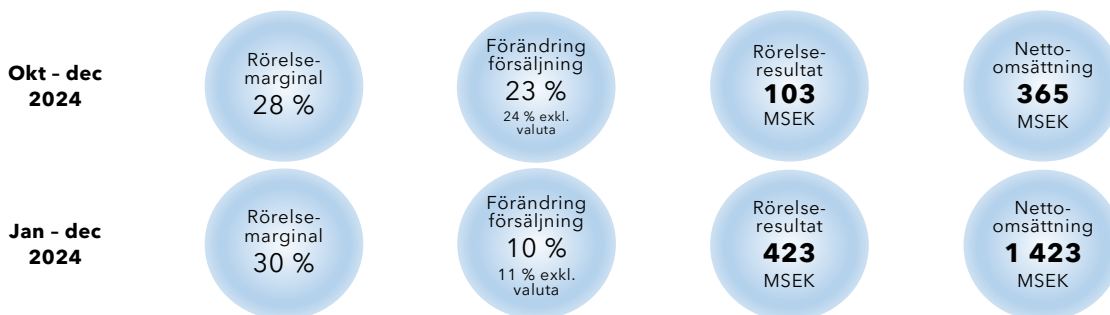 Okt – dec
2024
Rörelse-
marginal
28 %
Förändring
försäljning
23 %
24 % exkl.
valuta
Rörelse-
resultat
103
MSEK
Netto-
omsättning
365
MSEK
Jan – dec
2024
Rörelse-
marginal
30 %
Förändring
försäljning
10 %
11 % exkl.
valuta
Rörelse-
resultat
423
MSEK
Netto-
omsättning
1 423
MSEK